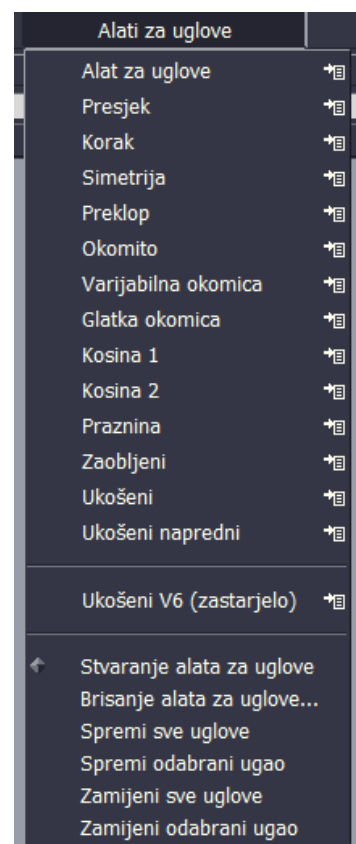 Alati za uglove
Alat za uglove
Presjek
Korak
Simetrija
Preklop
Okomito
Varijabilna okomica
Glatka okomica
Kosina 1
Kosina 2
Praznina
Zaobljeni
Ukošeni
Ukošeni napredni
Ukošeni V6 (zastarjelo)
Stvaranje alata za uglove
Brisanje alata za uglove...
Spremi sve uglove
Spremi odabrani ugao
Zamijeni sve uglove
Zamijeni odabrani ugao